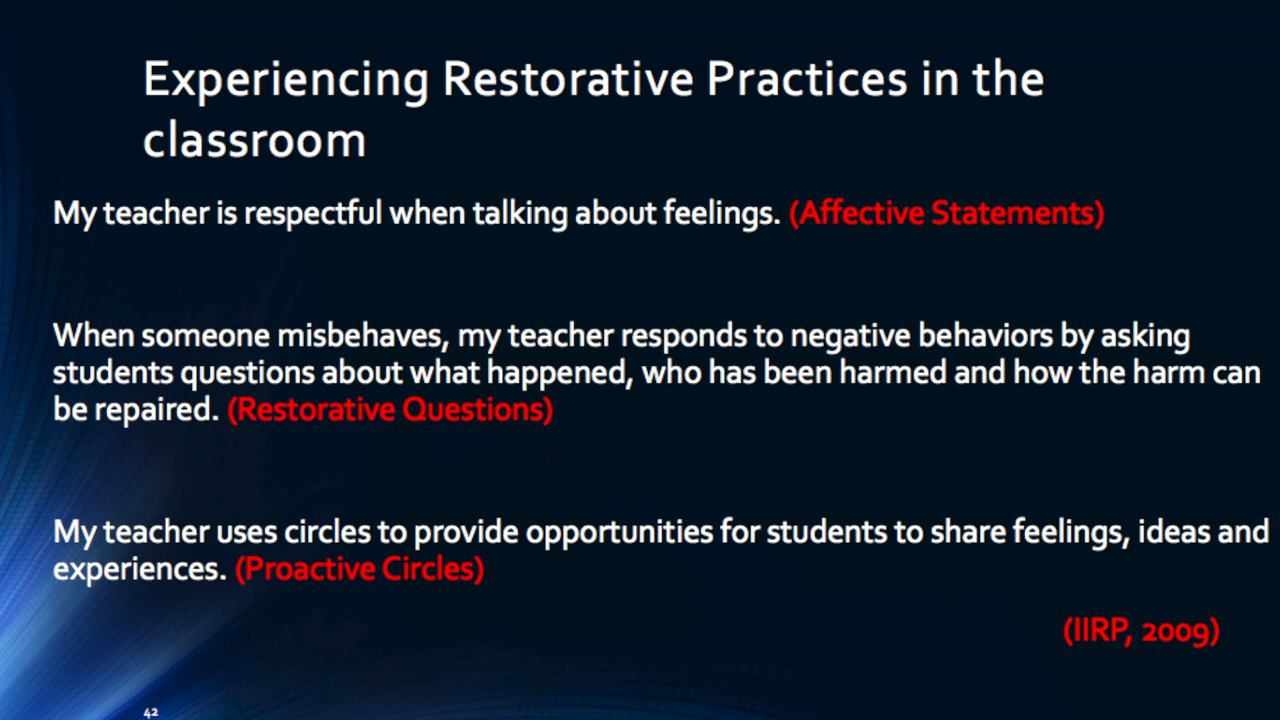 Experiencing Restorative Practices in the
classroom
My teacher is respectful when talking about feelings. (Affective Statements)
When someone misbehaves, my teacher responds to negative behaviors by asking
students questions about what happened, who has been harmed and how the harm can
be repaired. (Restorative Questions)
My teacher uses circles to provide opportunities for students to share feelings, ideas and
experiences. (Proactive Circles)
(IIRP, 2009)
42